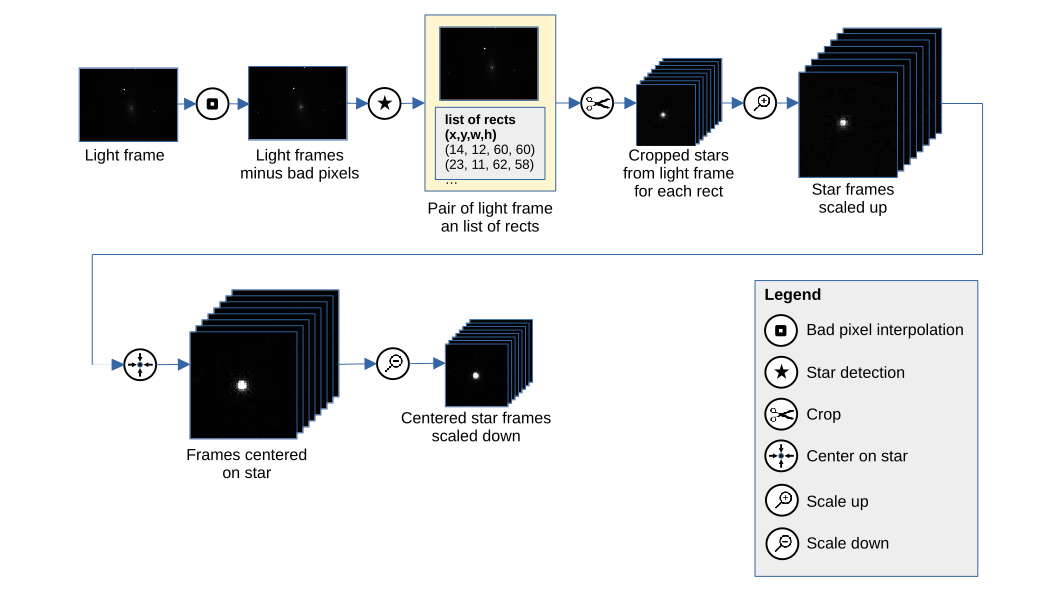 Light frame
Light frames
minus bad pixels
list of rects
(x,y,w,h)
(14, 12, 60, 60)
(23, 11, 62, 58)
...
Pair of light frame
an list of rects
Cropped stars
from light frame
for each rect
Star frames
scaled up
Frames centered
on star
Centered star frames
scaled down
Legend
Bad pixel interpolation
Star detection
Crop
Center on star
Scale up
Scale down